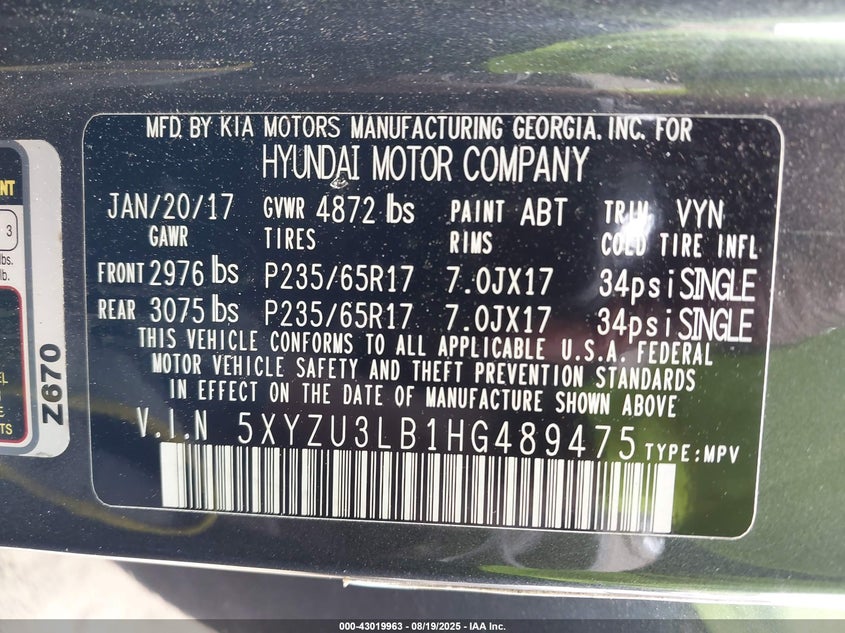 MFD. BY KIA MOTORS MANUFACTURING GEORGIA. INC. FOR
HYUNDAI MOTOR COMPANY
JAN/20/17 GVWR 4872 lbs PAINT ABT TRIM VYN
GAWR TIRES RIMS COLD TIRE INFL
FRONT 2976 lbs P235/65R17 7.0JX17 34psi SINGLE
REAR 3075 lbs P235/65R17 7.0JX17 34psi SINGLE
THIS VEHICLE CONFORMS TO ALL APPLICABLE U.S.A. FEDERAL
MOTOR VEHICLE SAFETY AND THEFT PREVENTION STANDARDS
IN EFFECT ON THE DATE OF MANUFACTURE SHOWN ABOVE
V.I.N 5XYZU3LB1HG489475 TYPE:MPV
3
lbs.
lb.
Z670
000-43019963 - 08/19/2025 - IAA Inc.